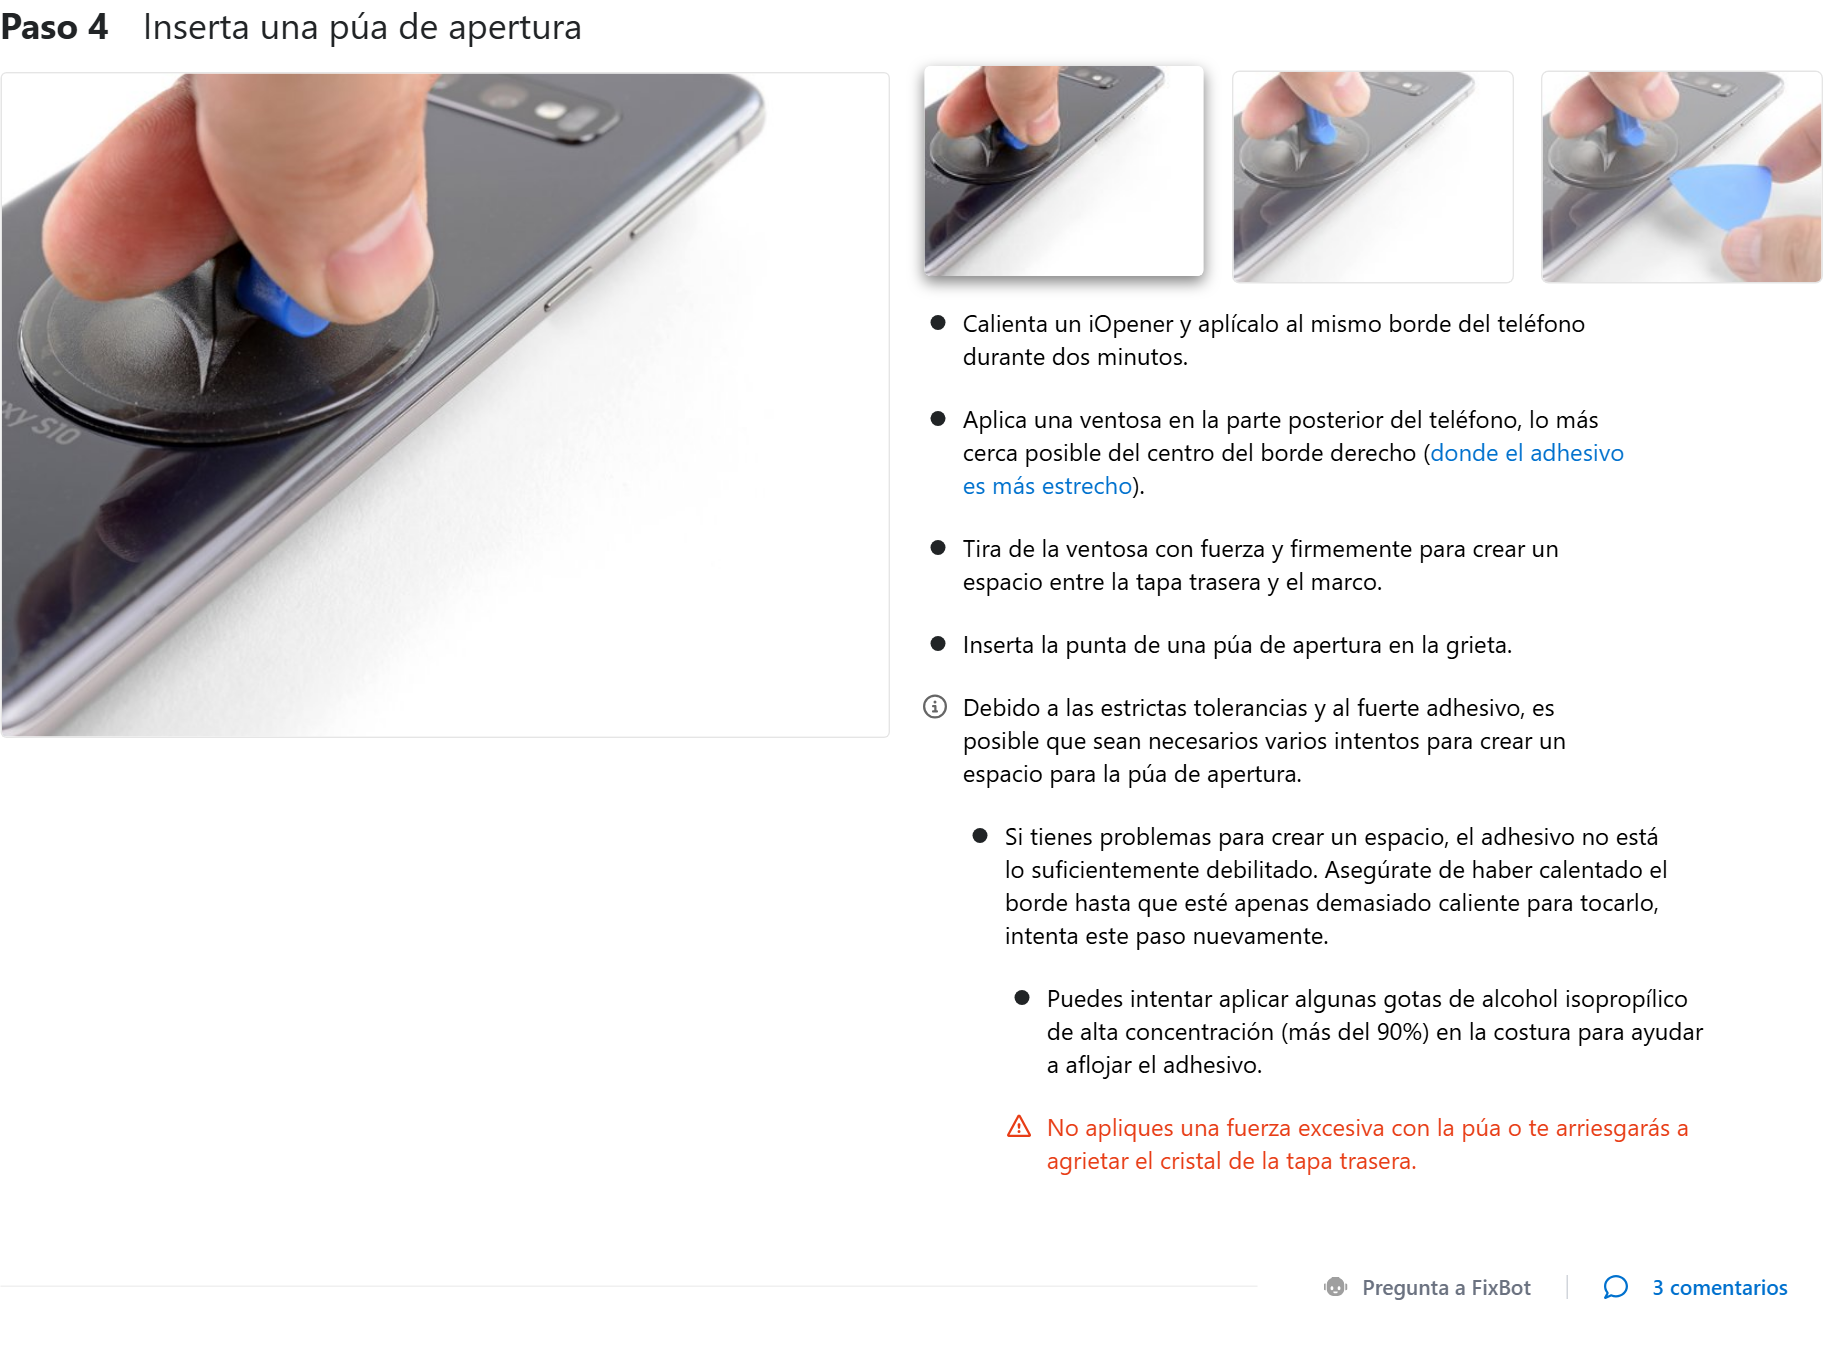 Paso 4 Inserta una púa de apertura
xy S10
Calienta un iOpener y aplícalo al mismo borde del teléfono
durante dos minutos.
Aplica una ventosa en la parte posterior del teléfono, lo más
cerca posible del centro del borde derecho (donde el adhesivo
es más estrecho).
Tira de la ventosa con fuerza y firmemente para crear un
espacio entre la tapa trasera y el marco.
Inserta la punta de una púa de apertura en la grieta.
Debido a las estrictas tolerancias y al fuerte adhesivo, es
posible que sean necesarios varios intentos para crear un
espacio para la púa de apertura.
Si tienes problemas para crear un espacio, el adhesivo no está
lo suficientemente debilitado. Asegúrate de haber calentado el
borde hasta que esté apenas demasiado caliente para tocarlo,
intenta este paso nuevamente.
Puedes intentar aplicar algunas gotas de alcohol isopropílico
de alta concentración (más del 90%) en la costura para ayudar
a aflojar el adhesivo.
No apliques una fuerza excesiva con la púa o te arriesgarás a
agrietar el cristal de la tapa trasera.
Pregunta a FixBot
3 comentarios